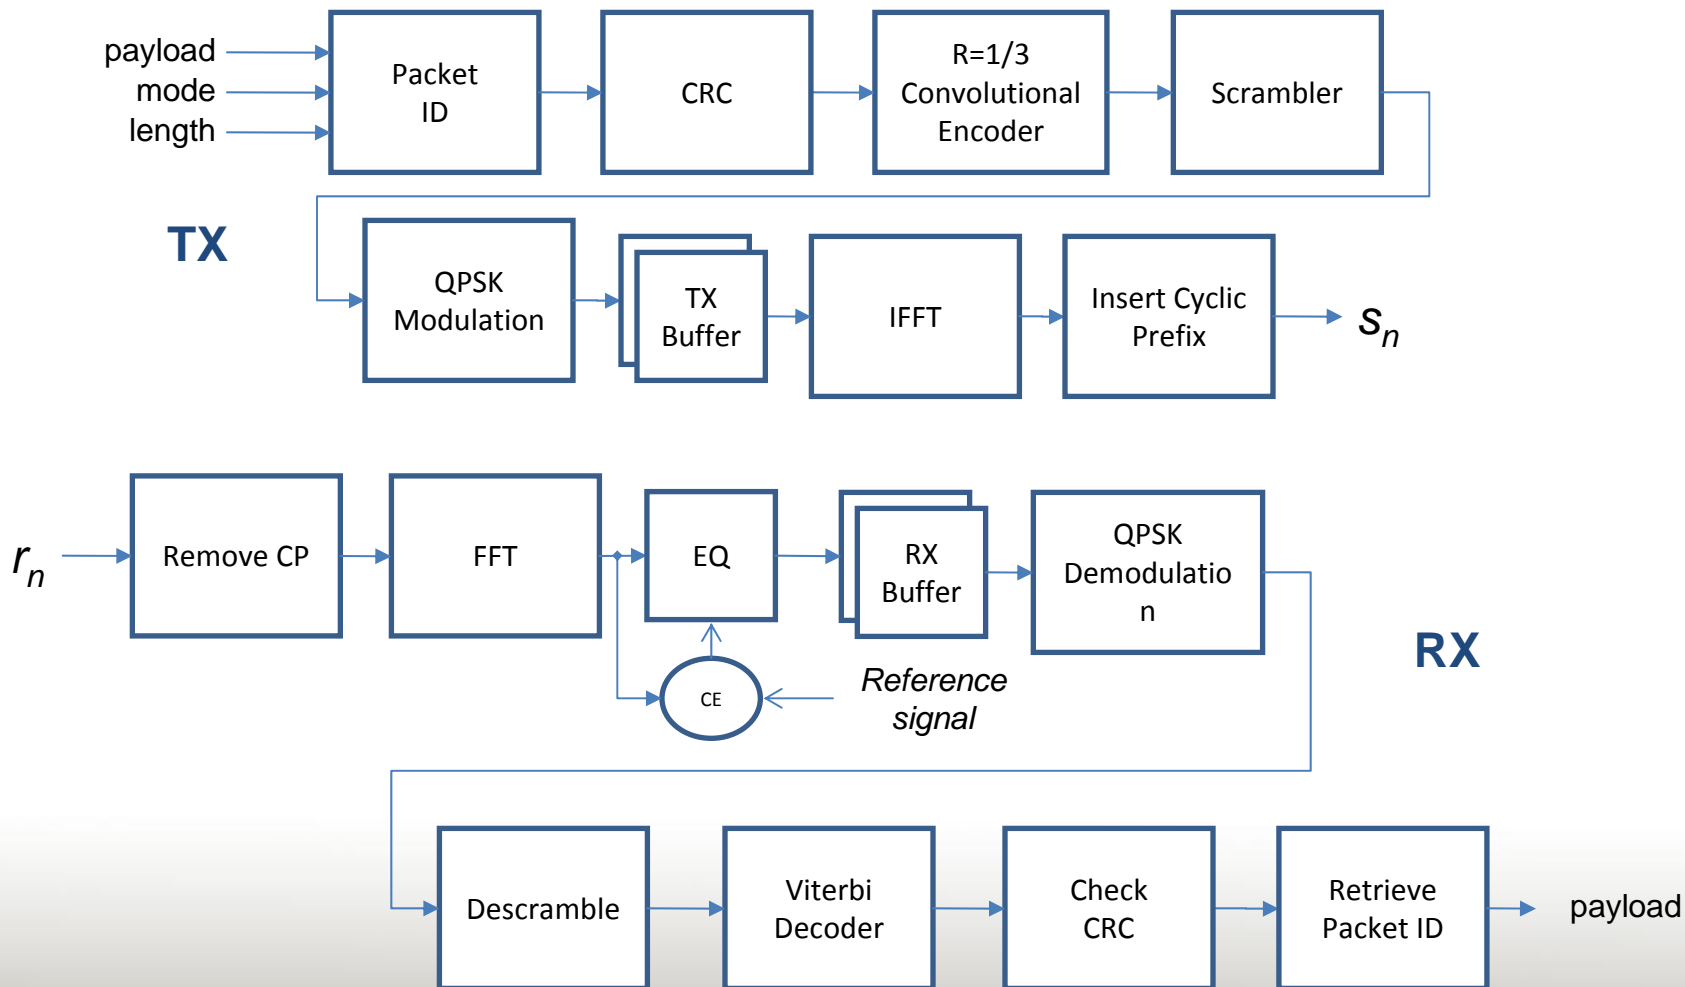 payload
mode
length
Packet
ID
CRC
R=1/3
Convolutional
Encoder
Scrambler
TX
QPSK
Modulation
TX
Buffer
IFFT
Insert Cyclic
Prefix
sn
rn
Remove CP
FFT
EQ
RX
Buffer
QPSK
Demodulatio
n
CE
Reference
signal
RX
Descramble
Viterbi
Decoder
Check
CRC
Retrieve
Packet ID
payload